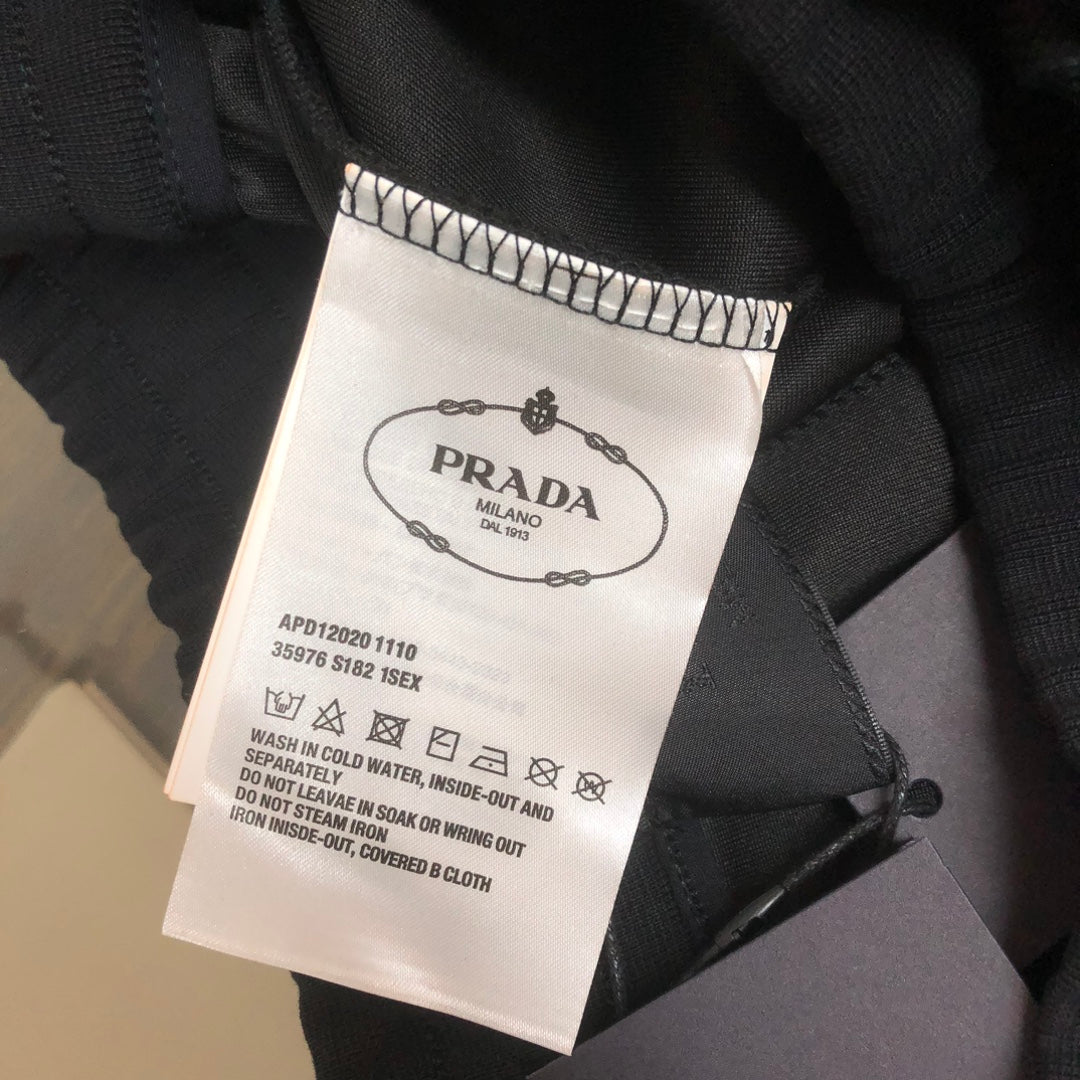 PRADA
MILANO
DAL 1913
APD12020 1110
35976 S182 1SEX
WASH IN COLD WATER, INSIDE-OUT AND
SEPARATELY
DO NOT LEAVAE IN SOAK OR WRING OUT
DO NOT STEAM IRON
IRON INISDE-OUT, COVERED B CLOTH